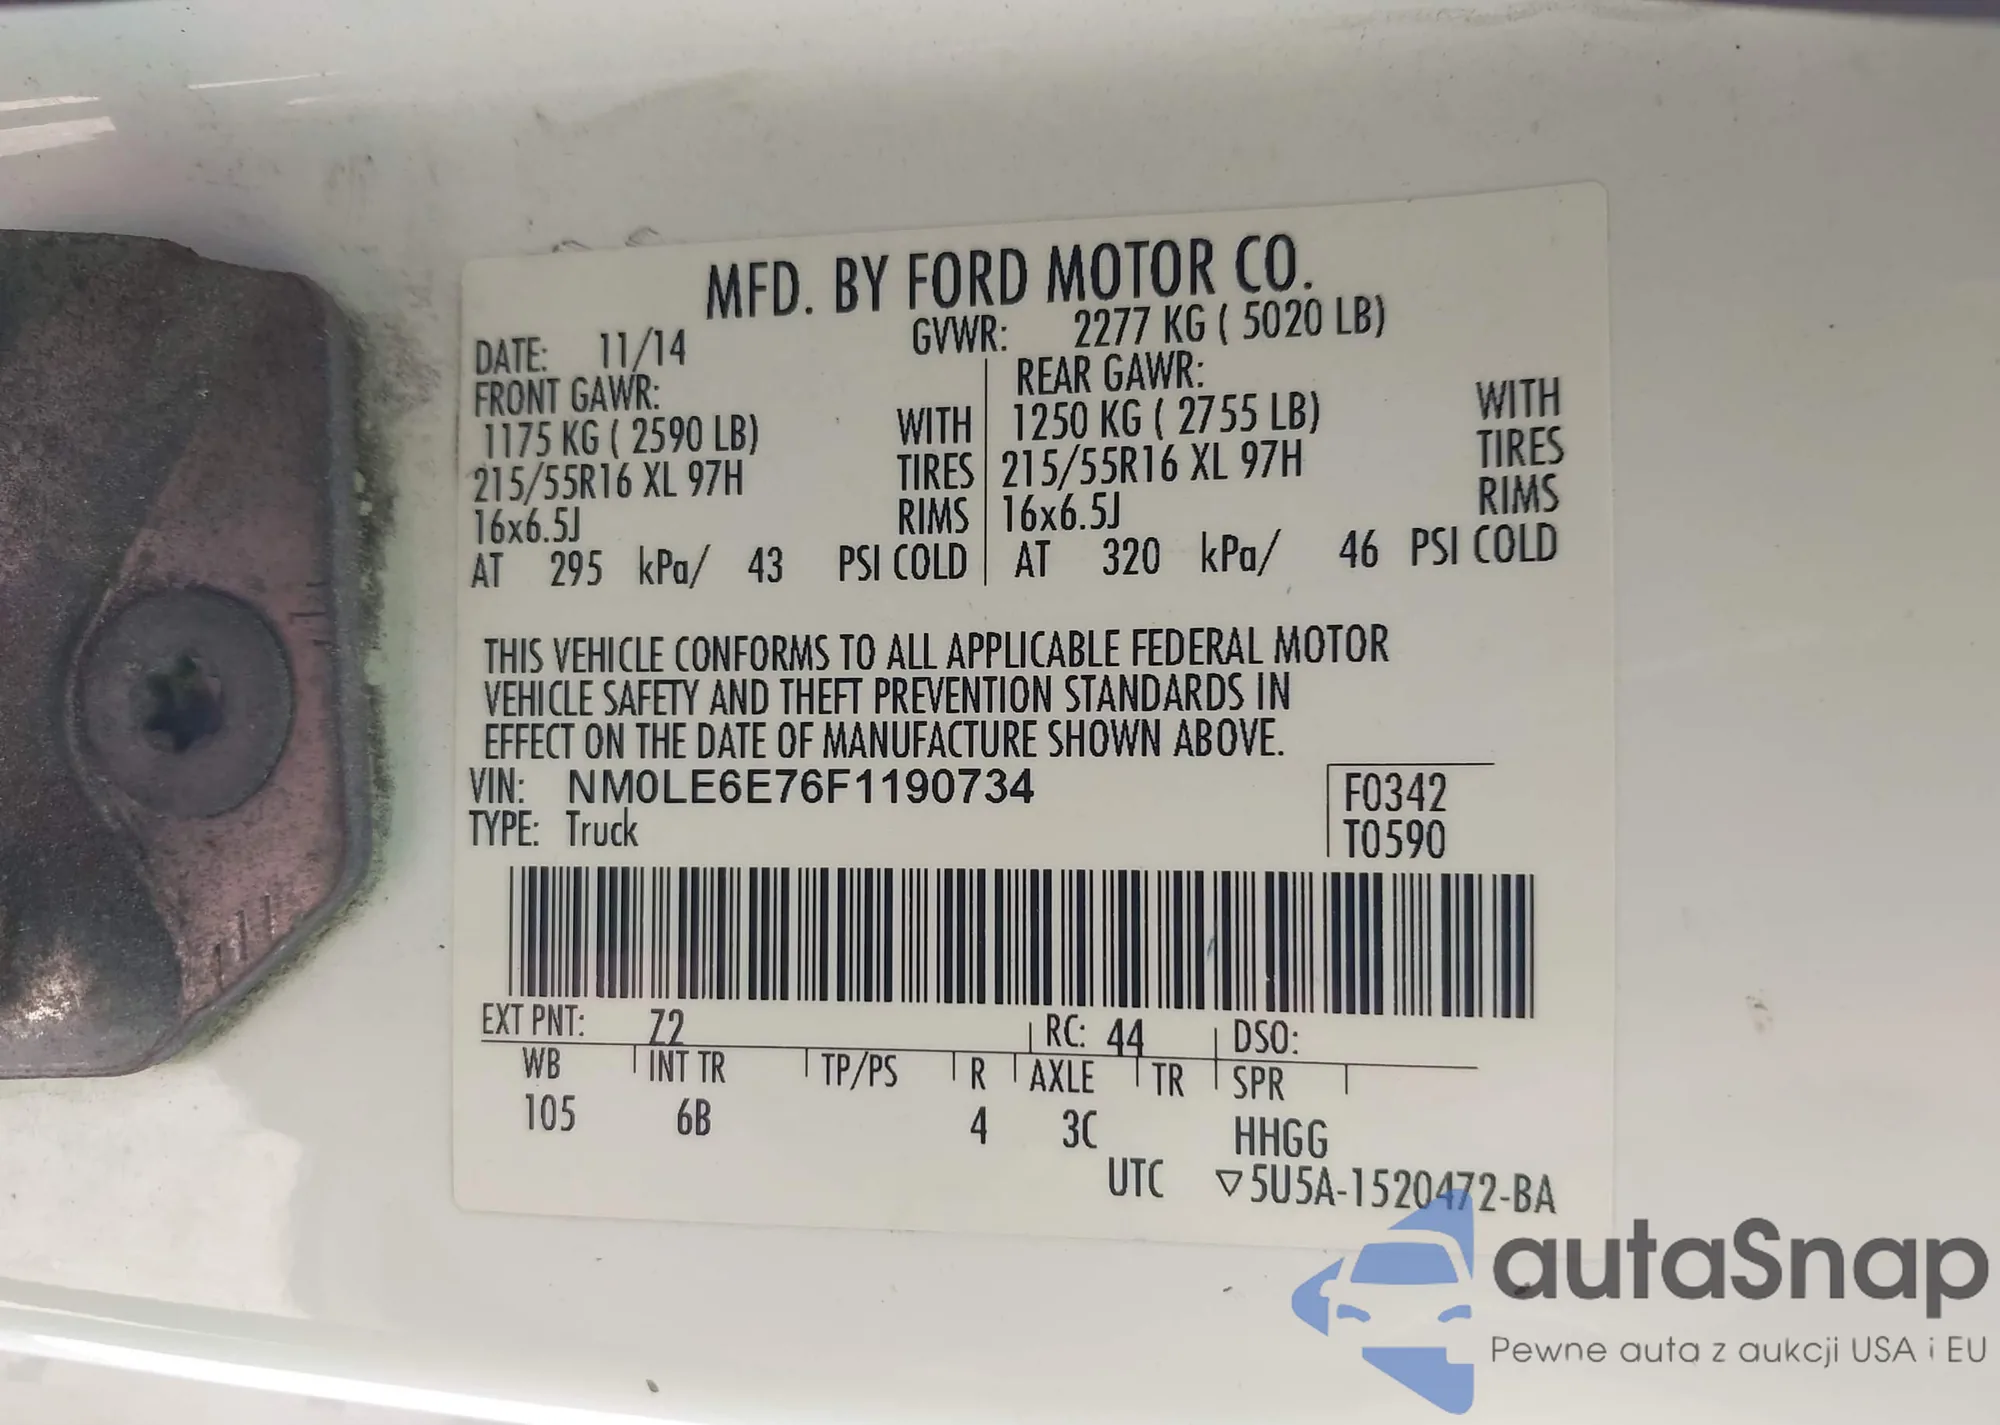 MFD. BY FORD MOTOR CO.
DATE: 11/14 GVWR: 2277 KG ( 5020 LB)
FRONT GAWR: REAR GAWR:
1175 KG ( 2590 LB) WITH 1250 KG ( 2755 LB) WITH
215/55R16 XL 97H TIRES 215/55R16 XL 97H TIRES
16x6.5J RIMS 16x6.5J RIMS
AT 295 kPa/ 43 PSI COLD AT 320 kPa/ 46 PSI COLD
THIS VEHICLE CONFORMS TO ALL APPLICABLE FEDERAL MOTOR
VEHICLE SAFETY AND THEFT PREVENTION STANDARDS IN
EFFECT ON THE DATE OF MANUFACTURE SHOWN ABOVE.
VIN: NM0LE6E76F1190734 F0342
TYPE: Truck T0590
EXT PNT: Z2 RC: 44 DSO:
WB INT TR TP/PS R AXLE TR SPR
105 6B 4 3C HHGG
UTC ▽5U5A-1520472-BA
autaSnap
Pewne auta z aukcji USA i EU